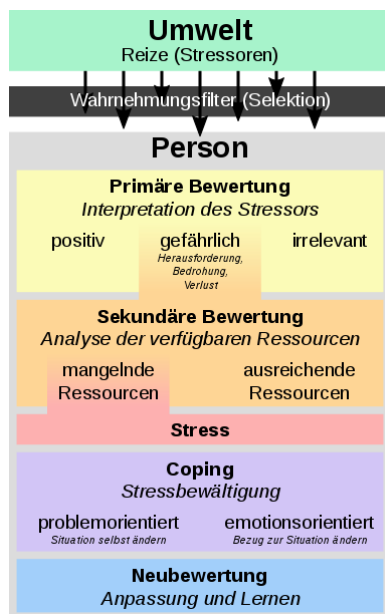 Umwelt
Reize (Stressoren)
Wahrnehmungsfilter (Selektion)
Person
Primäre Bewertung
Interpretation des Stressors
positiv gefährlich irrelevant
Herausforderung,
Bedrohung,
Verlust
Sekundäre Bewertung
Analyse der verfügbaren Ressourcen
mangelnde ausreichende
Ressourcen Ressourcen
Stress
Coping
Stressbewältigung
problemorientiert emotionsorientiert
Situation selbst ändern Bezug zur Situation ändern
Neubewertung
Anpassung und Lernen